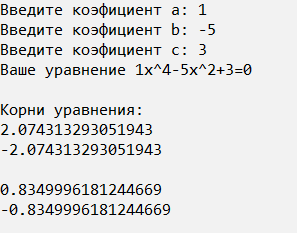 Введите коэфициент a: 1
Введите коэфициент b: -5
Введите коэфициент c: 3
Ваше уравнение 1x^4-5x^2+3=0
Корни уравнения:
2.074313293051943
-2.074313293051943
0.8349996181244669
-0.8349996181244669